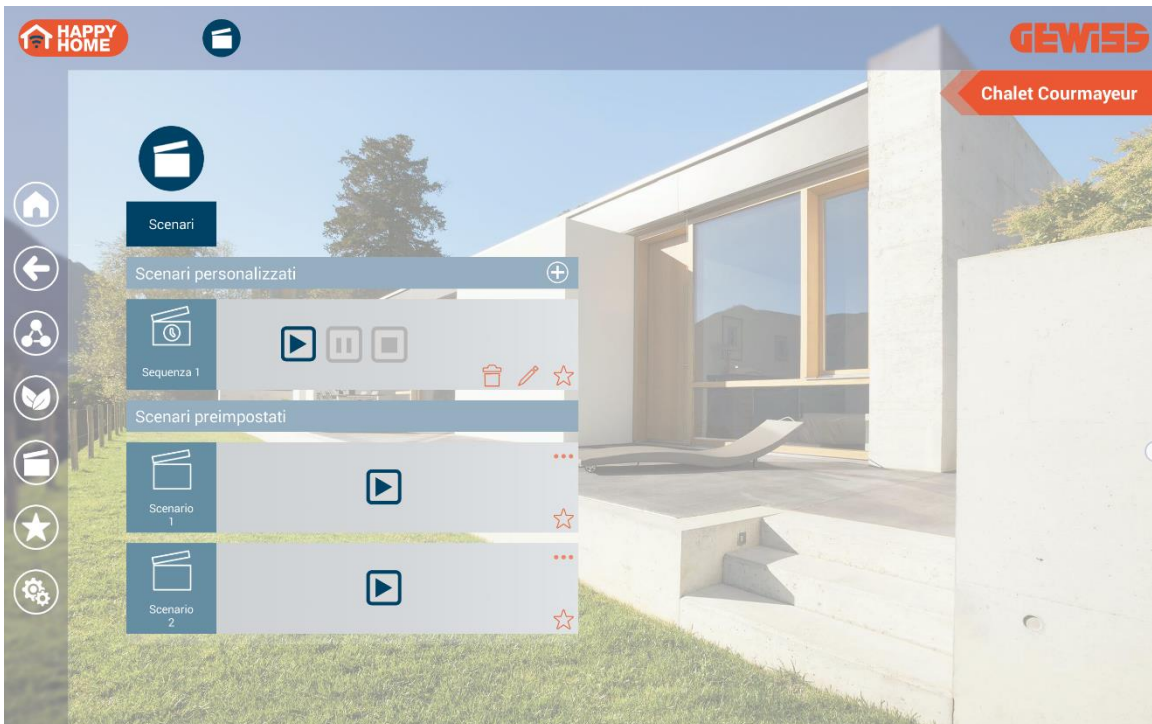 HAPPY
HOME
GEWISS
Chalet Courmayeur
Scenari
Scenari personalizzati
Sequenza 1
Scenari preimpostati
Scenario
1
Scenario
2